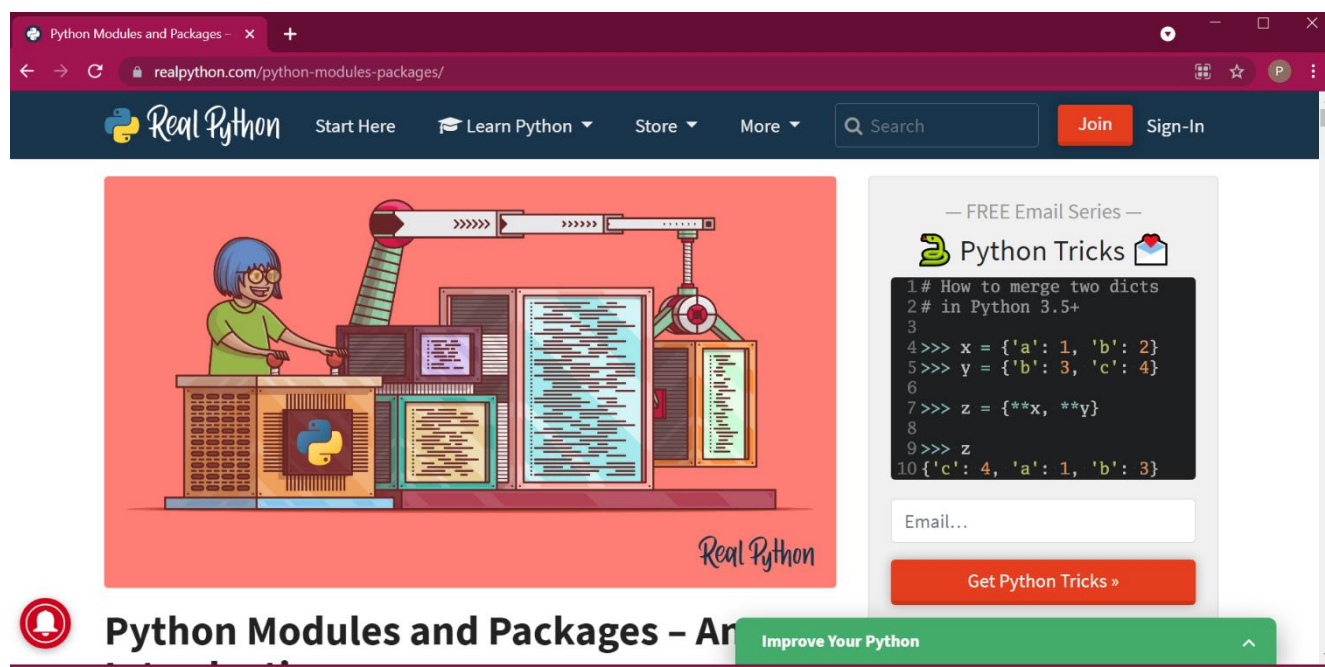 Python Modules and Packages –
realpython.com/python-modules-packages/
P
Real Python
Start Here
Learn Python
Store
More
Search
Join
Sign-In
>>>>>> >>>>>>
Real Python
— FREE Email Series —
Python Tricks
1 # How to merge two dicts
2 # in Python 3.5+
3
4 >>> x = {'a': 1, 'b': 2}
5 >>> y = {'b': 3, 'c': 4}
6
7 >>> z = {**x, **y}
8
9 >>> z
10 {'c': 4, 'a': 1, 'b': 3}
Email…
Get Python Tricks »
Python Modules and Packages – An
Improve Your Python